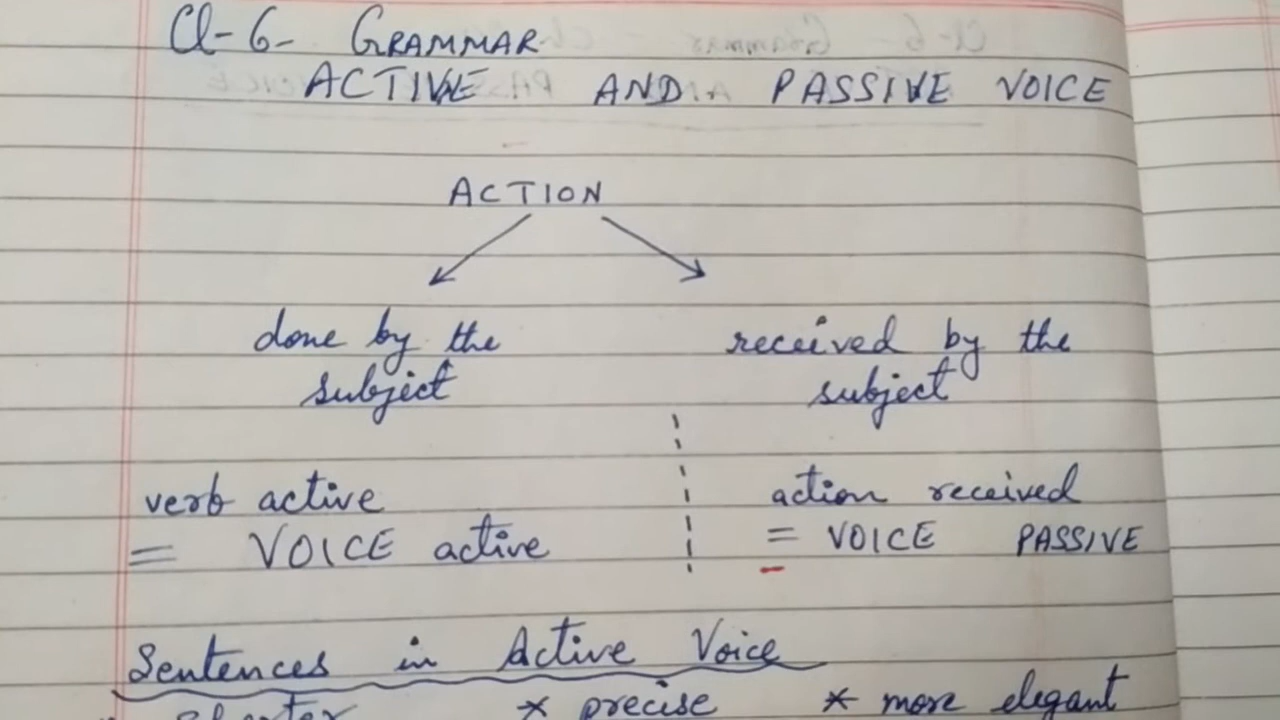 Cl-6- GRAMMAR
ACTIVE AND PASSIVE VOICE
ACTION
done by the
subject
received by the
subject
verb active
= VOICE active
action received
= VOICE PASSIVE
Sentences in Active Voice
shorter * precise * more elegant